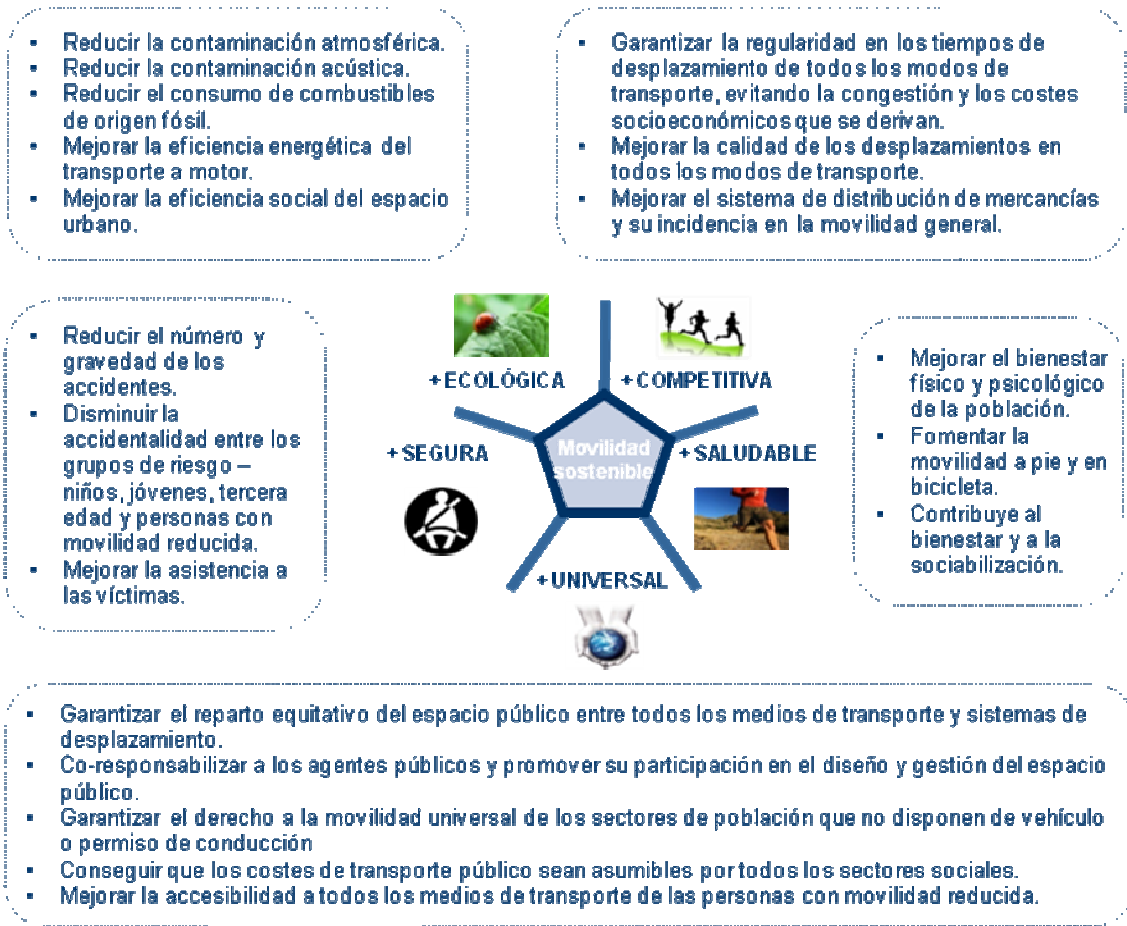 ▪ Reducir la contaminación atmosférica.
▪ Reducir la contaminación acústica.
▪ Reducir el consumo de combustibles
de origen fósil.
▪ Mejorar la eficiencia energética del
transporte a motor.
▪ Mejorar la eficiencia social del espacio
urbano.
▪ Garantizar la regularidad en los tiempos de
desplazamiento de todos los modos de
transporte, evitando la congestión y los costes
socioeconómicos que se derivan.
▪ Mejorar la calidad de los desplazamientos en
todos los modos de transporte.
▪ Mejorar el sistema de distribución de mercancías
y su incidencia en la movilidad general.
▪ Reducir el número y
gravedad de los
accidentes.
▪ Disminuir la
accidentalidad entre los
grupos de riesgo –
niños, jóvenes, tercera
edad y personas con
movilidad reducida.
▪ Mejorar la asistencia a
las víctimas.
+ECOLÓGICA
+COMPETITIVA
+SEGURA
Movilidad
sostenible
+SALUDABLE
+UNIVERSAL
▪ Mejorar el bienestar
físico y psicológico
de la población.
▪ Fomentar la
movilidad a pie y en
bicicleta.
▪ Contribuye al
bienestar y a la
sociabilización.
▪ Garantizar el reparto equitativo del espacio público entre todos los medios de transporte y sistemas de
desplazamiento.
▪ Co-responsabilizar a los agentes públicos y promover su participación en el diseño y gestión del espacio
público.
▪ Garantizar el derecho a la movilidad universal de los sectores de población que no disponen de vehículo
o permiso de conducción
▪ Conseguir que los costes de transporte público sean asumibles por todos los sectores sociales.
▪ Mejorar la accesibilidad a todos los medios de transporte de las personas con movilidad reducida.